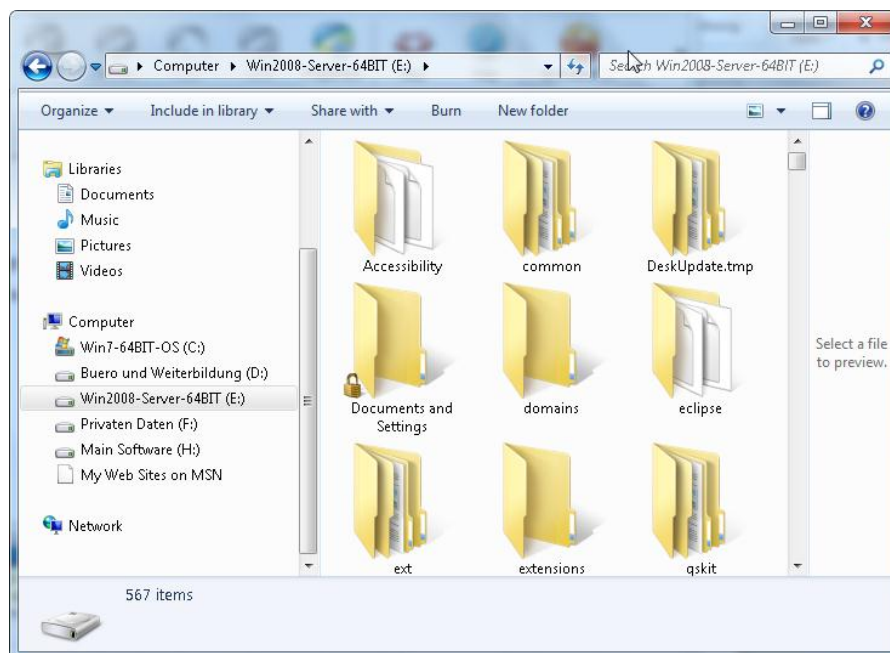 Computer ▸ Win2008-Server-64BIT (E:) ▸
Search Win2008-Server-64BIT (E:)
Organize Include in library Share with Burn New folder
Libraries
Documents
Music
Pictures
Videos
Computer
Win7-64BIT-OS (C:)
Buero und Weiterbildung (D:)
Win2008-Server-64BIT (E:)
Privaten Daten (F:)
Main Software (H:)
My Web Sites on MSN
Network
Accessibility common DeskUpdate.tmp
Documents and
Settings
domains eclipse
ext extensions qskit
Select a file
to preview.
567 items